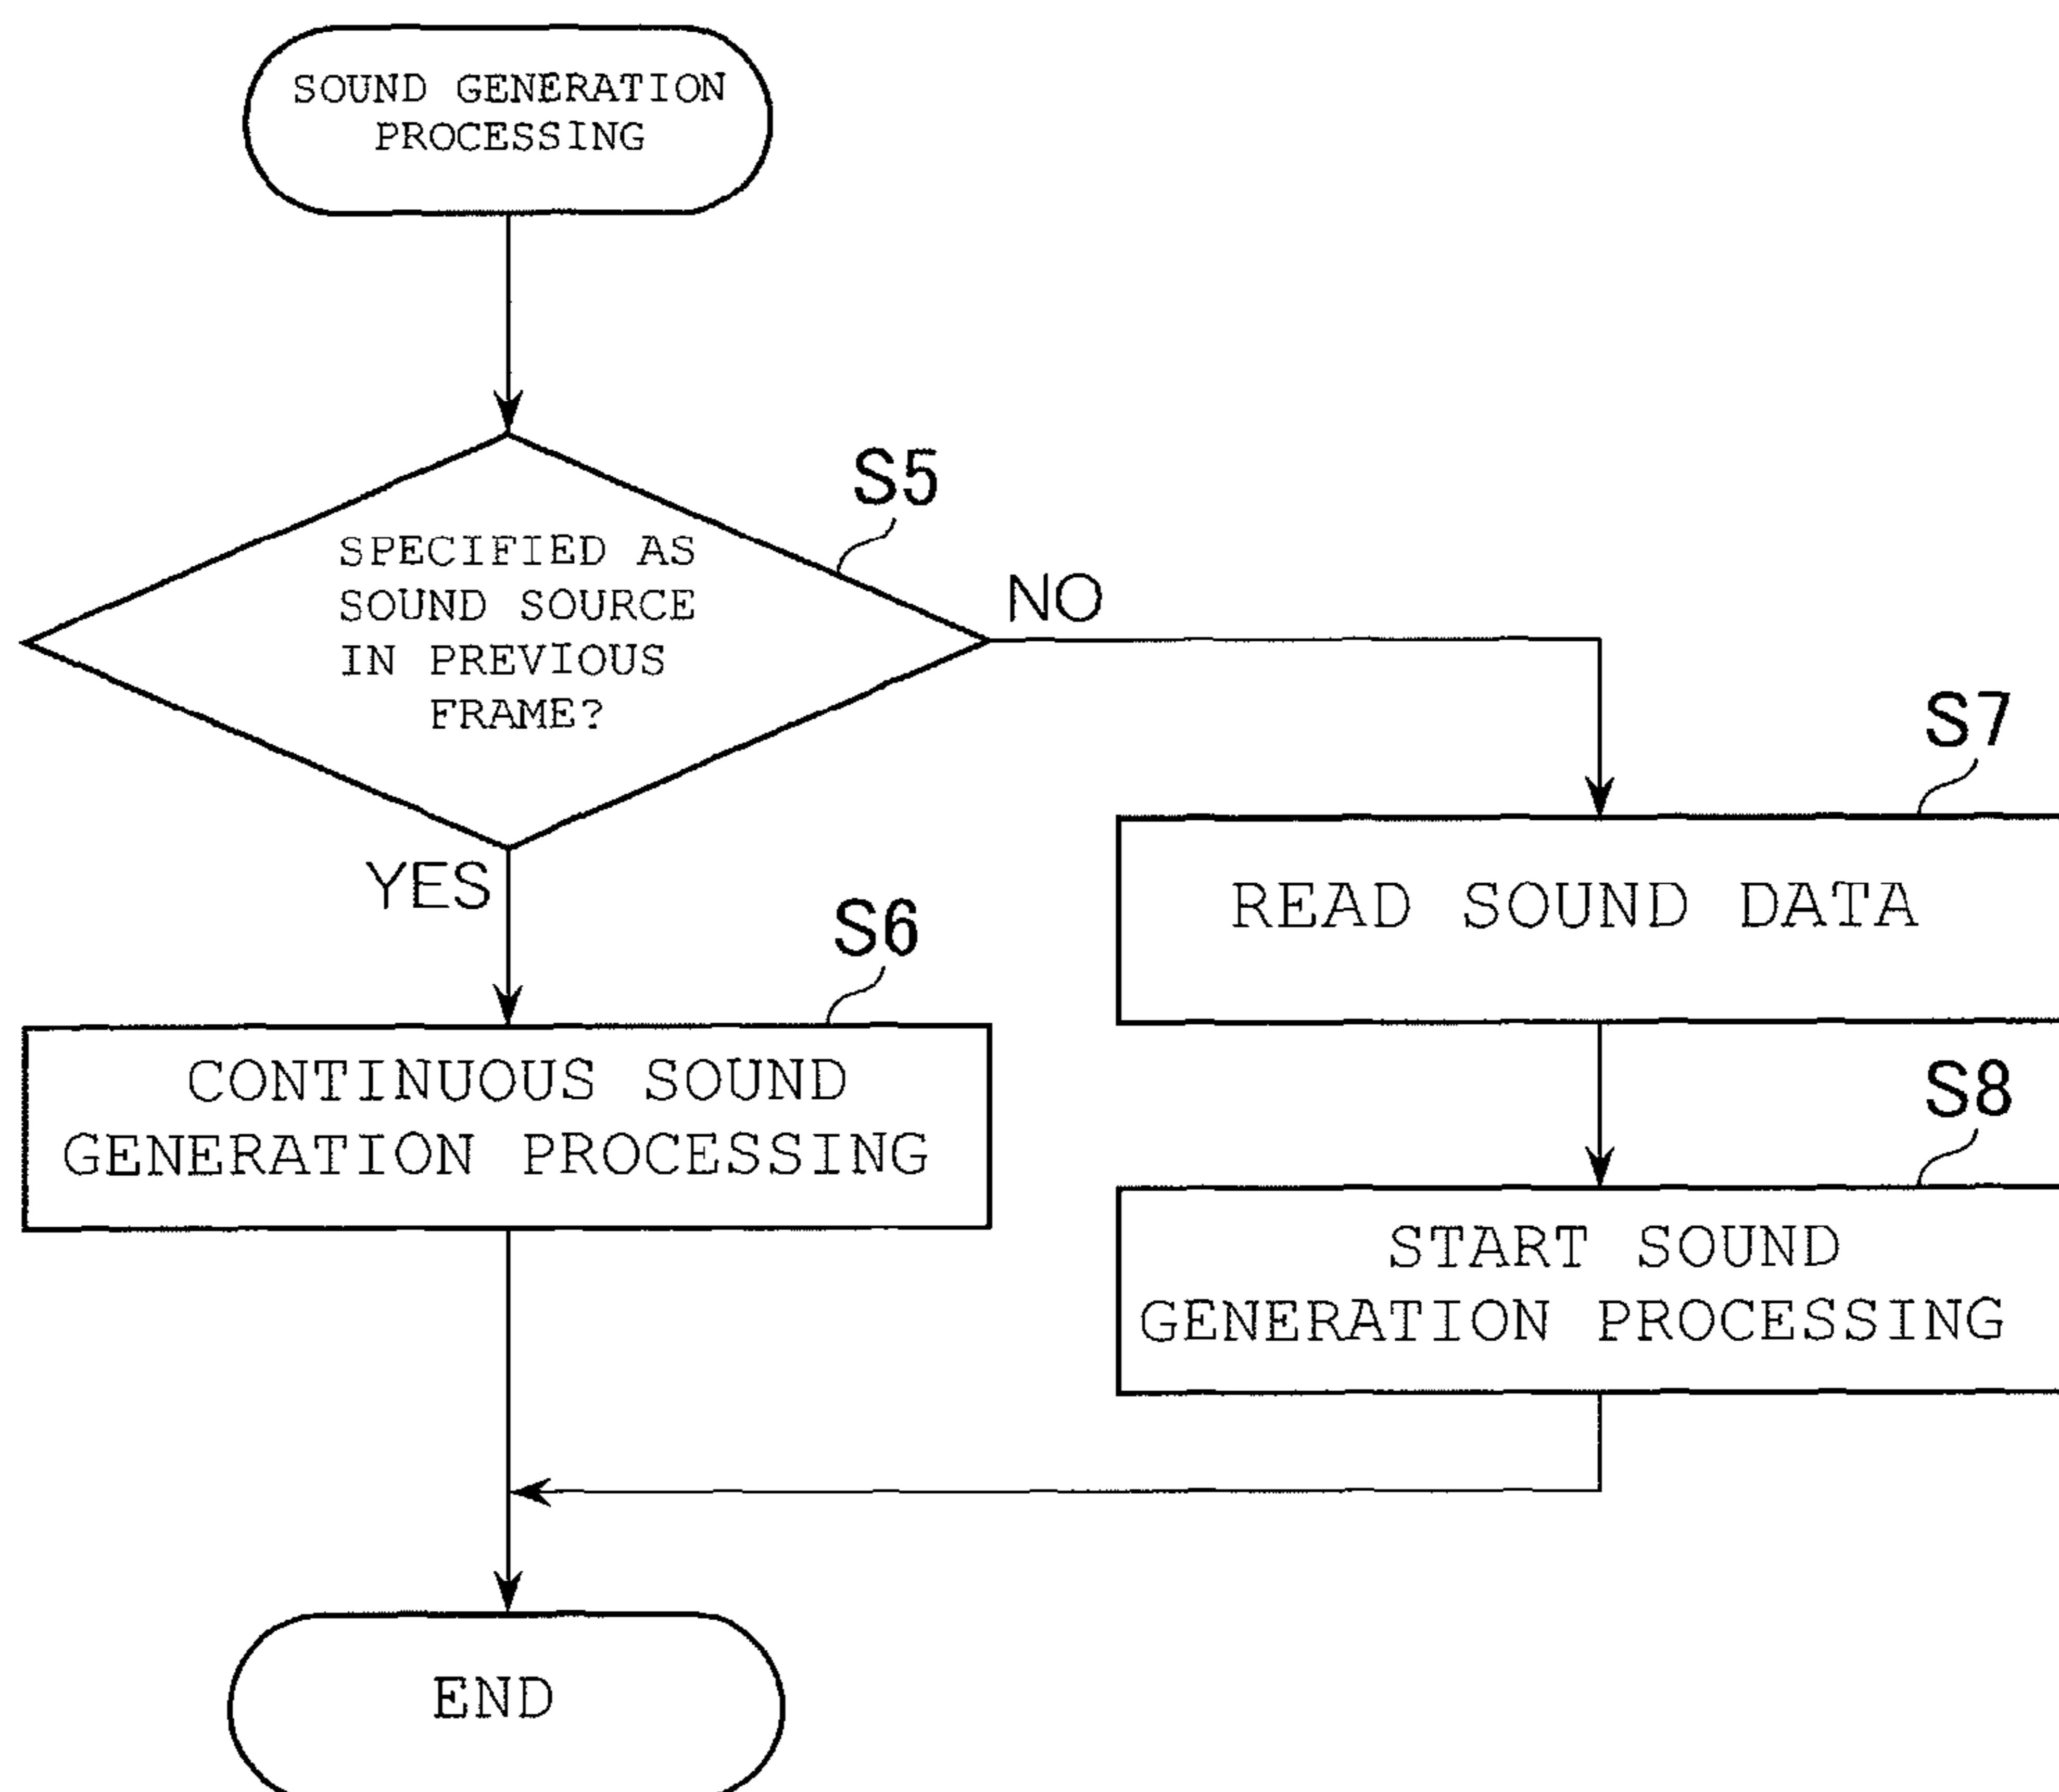 SOUND GENERATION
PROCESSING
S5
SPECIFIED AS
SOUND SOURCE
IN PREVIOUS
FRAME?
NO
YES
S7
READ SOUND DATA
S6
CONTINUOUS SOUND
GENERATION PROCESSING
S8
START SOUND
GENERATION PROCESSING
END